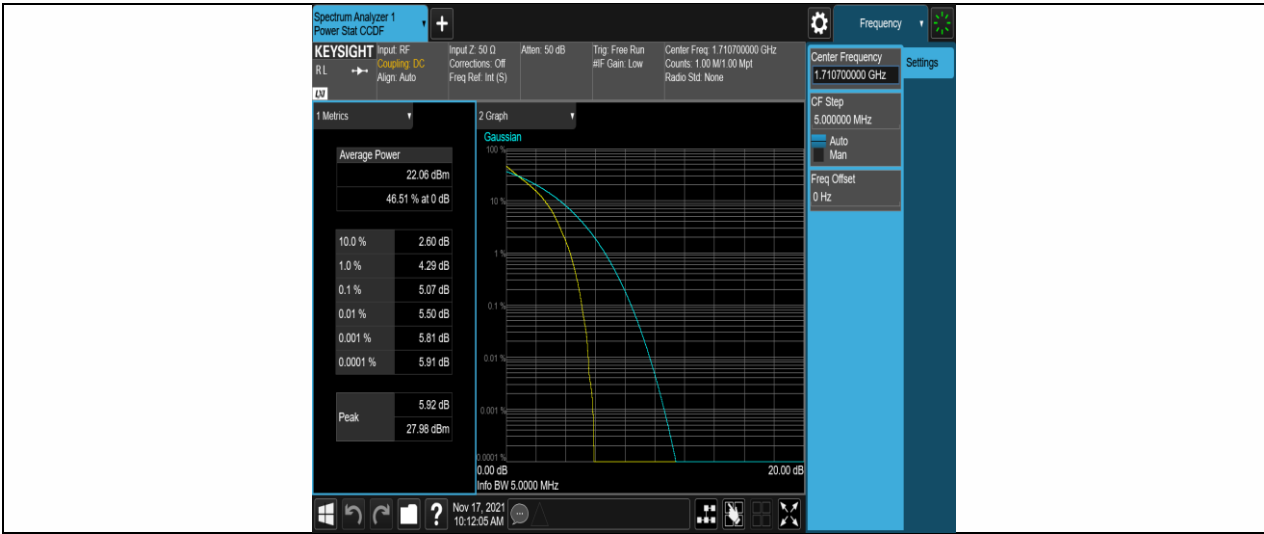 Spectrum Analyzer 1
Power Stat CCDF
+
Frequency
KEYSIGHT
Input: RF
Coupling: DC
Align: Auto
Input Z: 50 Ω
Corrections: Off
Freq Ref: Int (S)
Atten: 50 dB
Trig: Free Run
#IF Gain: Low
Center Freq: 1.710700000 GHz
Counts: 1.00 M/1.00 Mpt
Radio Std: None
RL
LXI
Center Frequency
1.710700000 GHz
Settings
CF Step
5.000000 MHz
Auto
Man
Freq Offset
0 Hz
1 Metrics
Average Power
22.06 dBm
46.51 % at 0 dB
10.0 % 2.60 dB
1.0 % 4.29 dB
0.1 % 5.07 dB
0.01 % 5.50 dB
0.001 % 5.81 dB
0.0001 % 5.91 dB
Peak
5.92 dB
27.98 dBm
2 Graph
Gaussian
100 %
10 %
1 %
0.1 %
0.01 %
0.001 %
0.0001 %
0.00 dB 20.00 dB
Info BW 5.0000 MHz
?
Nov 17, 2021
10:12:05 AM